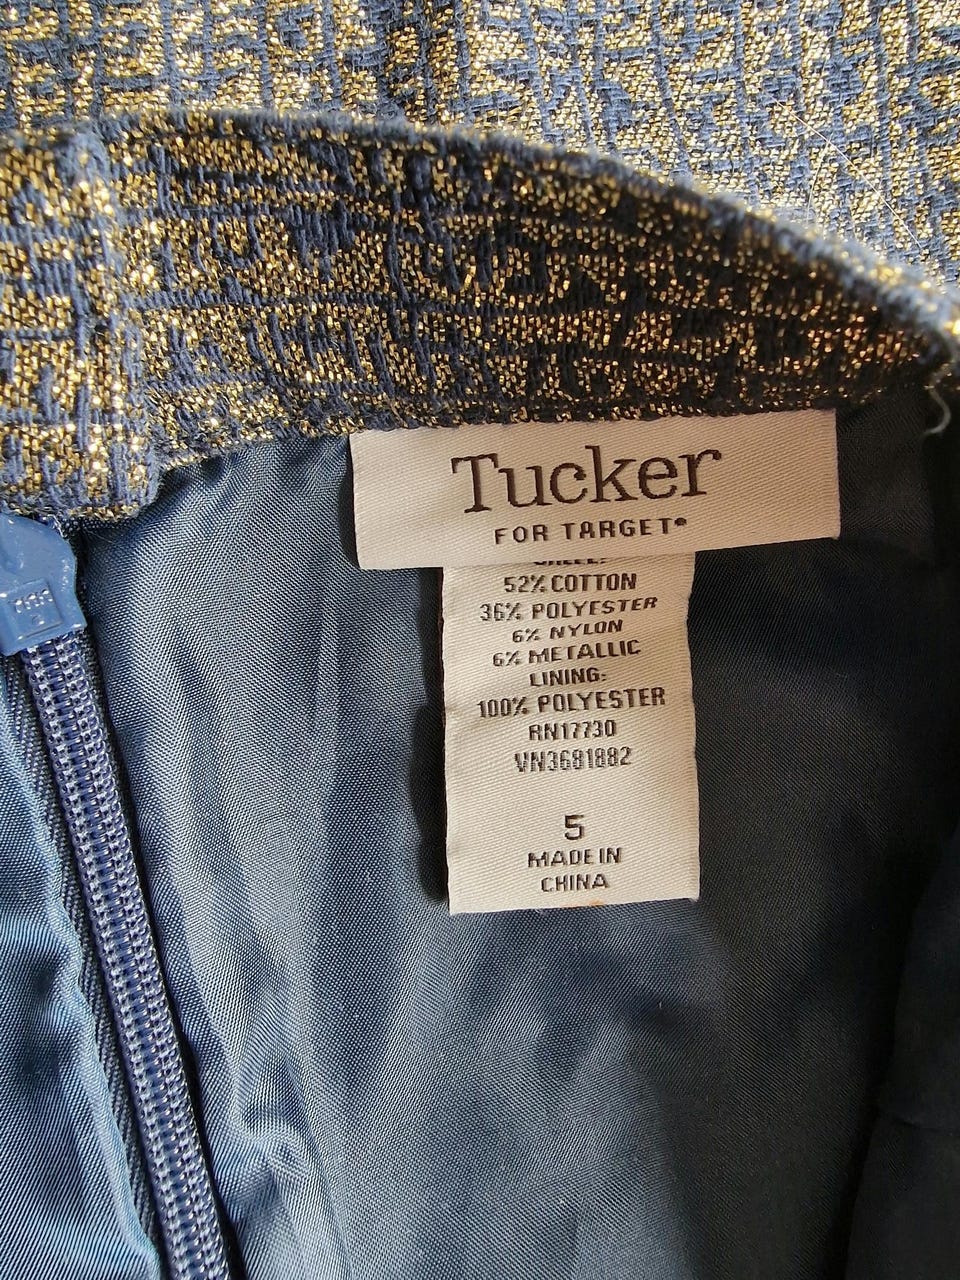 Tucker
FOR TARGET®
52% COTTON
36% POLYESTER
6% NYLON
6% METALLIC
LINING:
100% POLYESTER
RN17730
VN3681882
5
MADE IN
CHINA